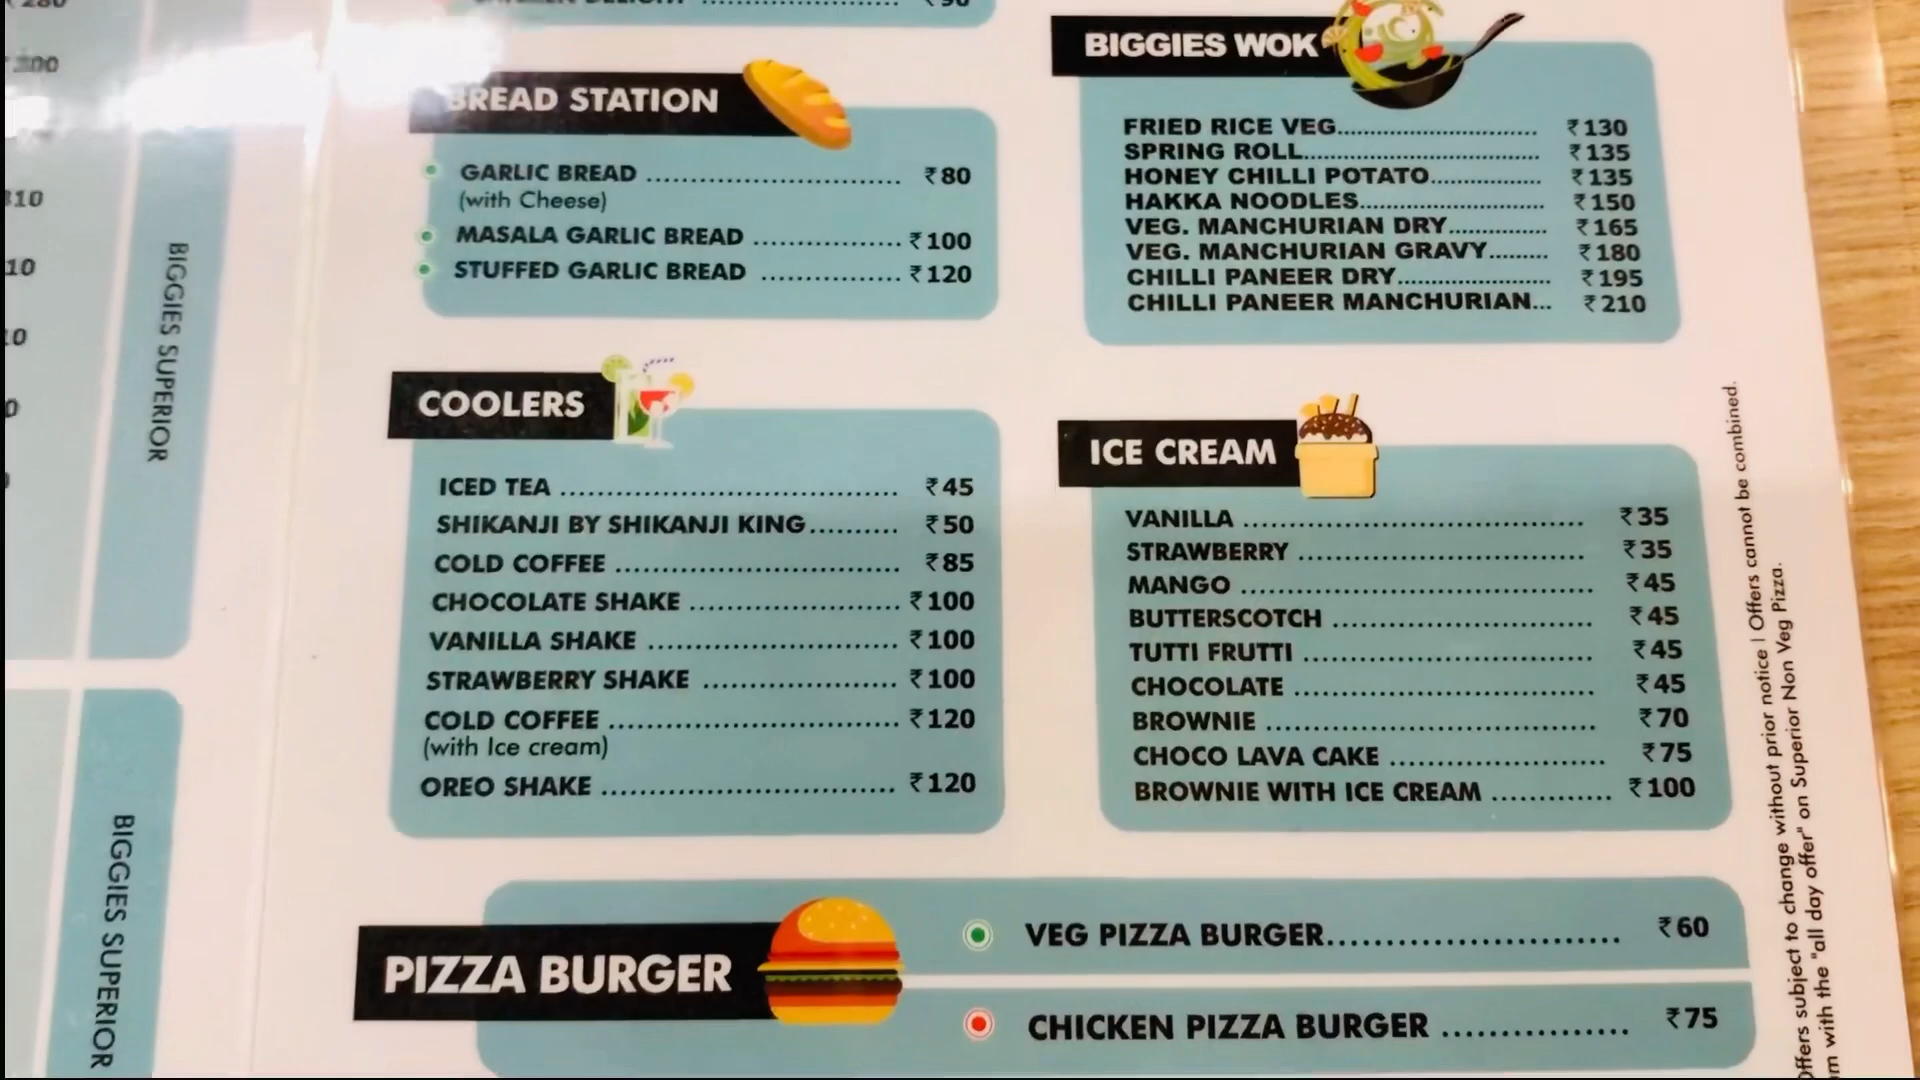 280
300
310
10
10
0
BIGGIES SUPERIOR
BIGGIES SUPERIOR
₹90
BREAD STATION
GARLIC BREAD .............................. ₹80
(with Cheese)
MASALA GARLIC BREAD ................. ₹100
STUFFED GARLIC BREAD ................ ₹120
COOLERS
ICED TEA ....................................... ₹45
SHIKANJI BY SHIKANJI KING.......... ₹50
COLD COFFEE ................................. ₹85
CHOCOLATE SHAKE ........................ ₹100
VANILLA SHAKE ............................. ₹100
STRAWBERRY SHAKE ...................... ₹100
COLD COFFEE ................................. ₹120
(with Ice cream)
OREO SHAKE .................................. ₹120
BIGGIES WOK
FRIED RICE VEG................................ ₹130
SPRING ROLL..................................... ₹135
HONEY CHILLI POTATO................. ₹135
HAKKA NOODLES............................. ₹150
VEG. MANCHURIAN DRY............... ₹165
VEG. MANCHURIAN GRAVY......... ₹180
CHILLI PANEER DRY........................ ₹195
CHILLI PANEER MANCHURIAN... ₹210
ICE CREAM
VANILLA ........................................ ₹35
STRAWBERRY ................................. ₹35
MANGO ......................................... ₹45
BUTTERSCOTCH .............................. ₹45
TUTTI FRUTTI .................................. ₹45
CHOCOLATE ................................... ₹45
BROWNIE ...................................... ₹70
CHOCO LAVA CAKE ......................... ₹75
BROWNIE WITH ICE CREAM ............. ₹100
PIZZA BURGER
VEG PIZZA BURGER............................ ₹60
CHICKEN PIZZA BURGER .................. ₹75
Offers subject to change without prior notice | Offers cannot be combined.
with the "all day offer" on Superior Non Veg Pizza.